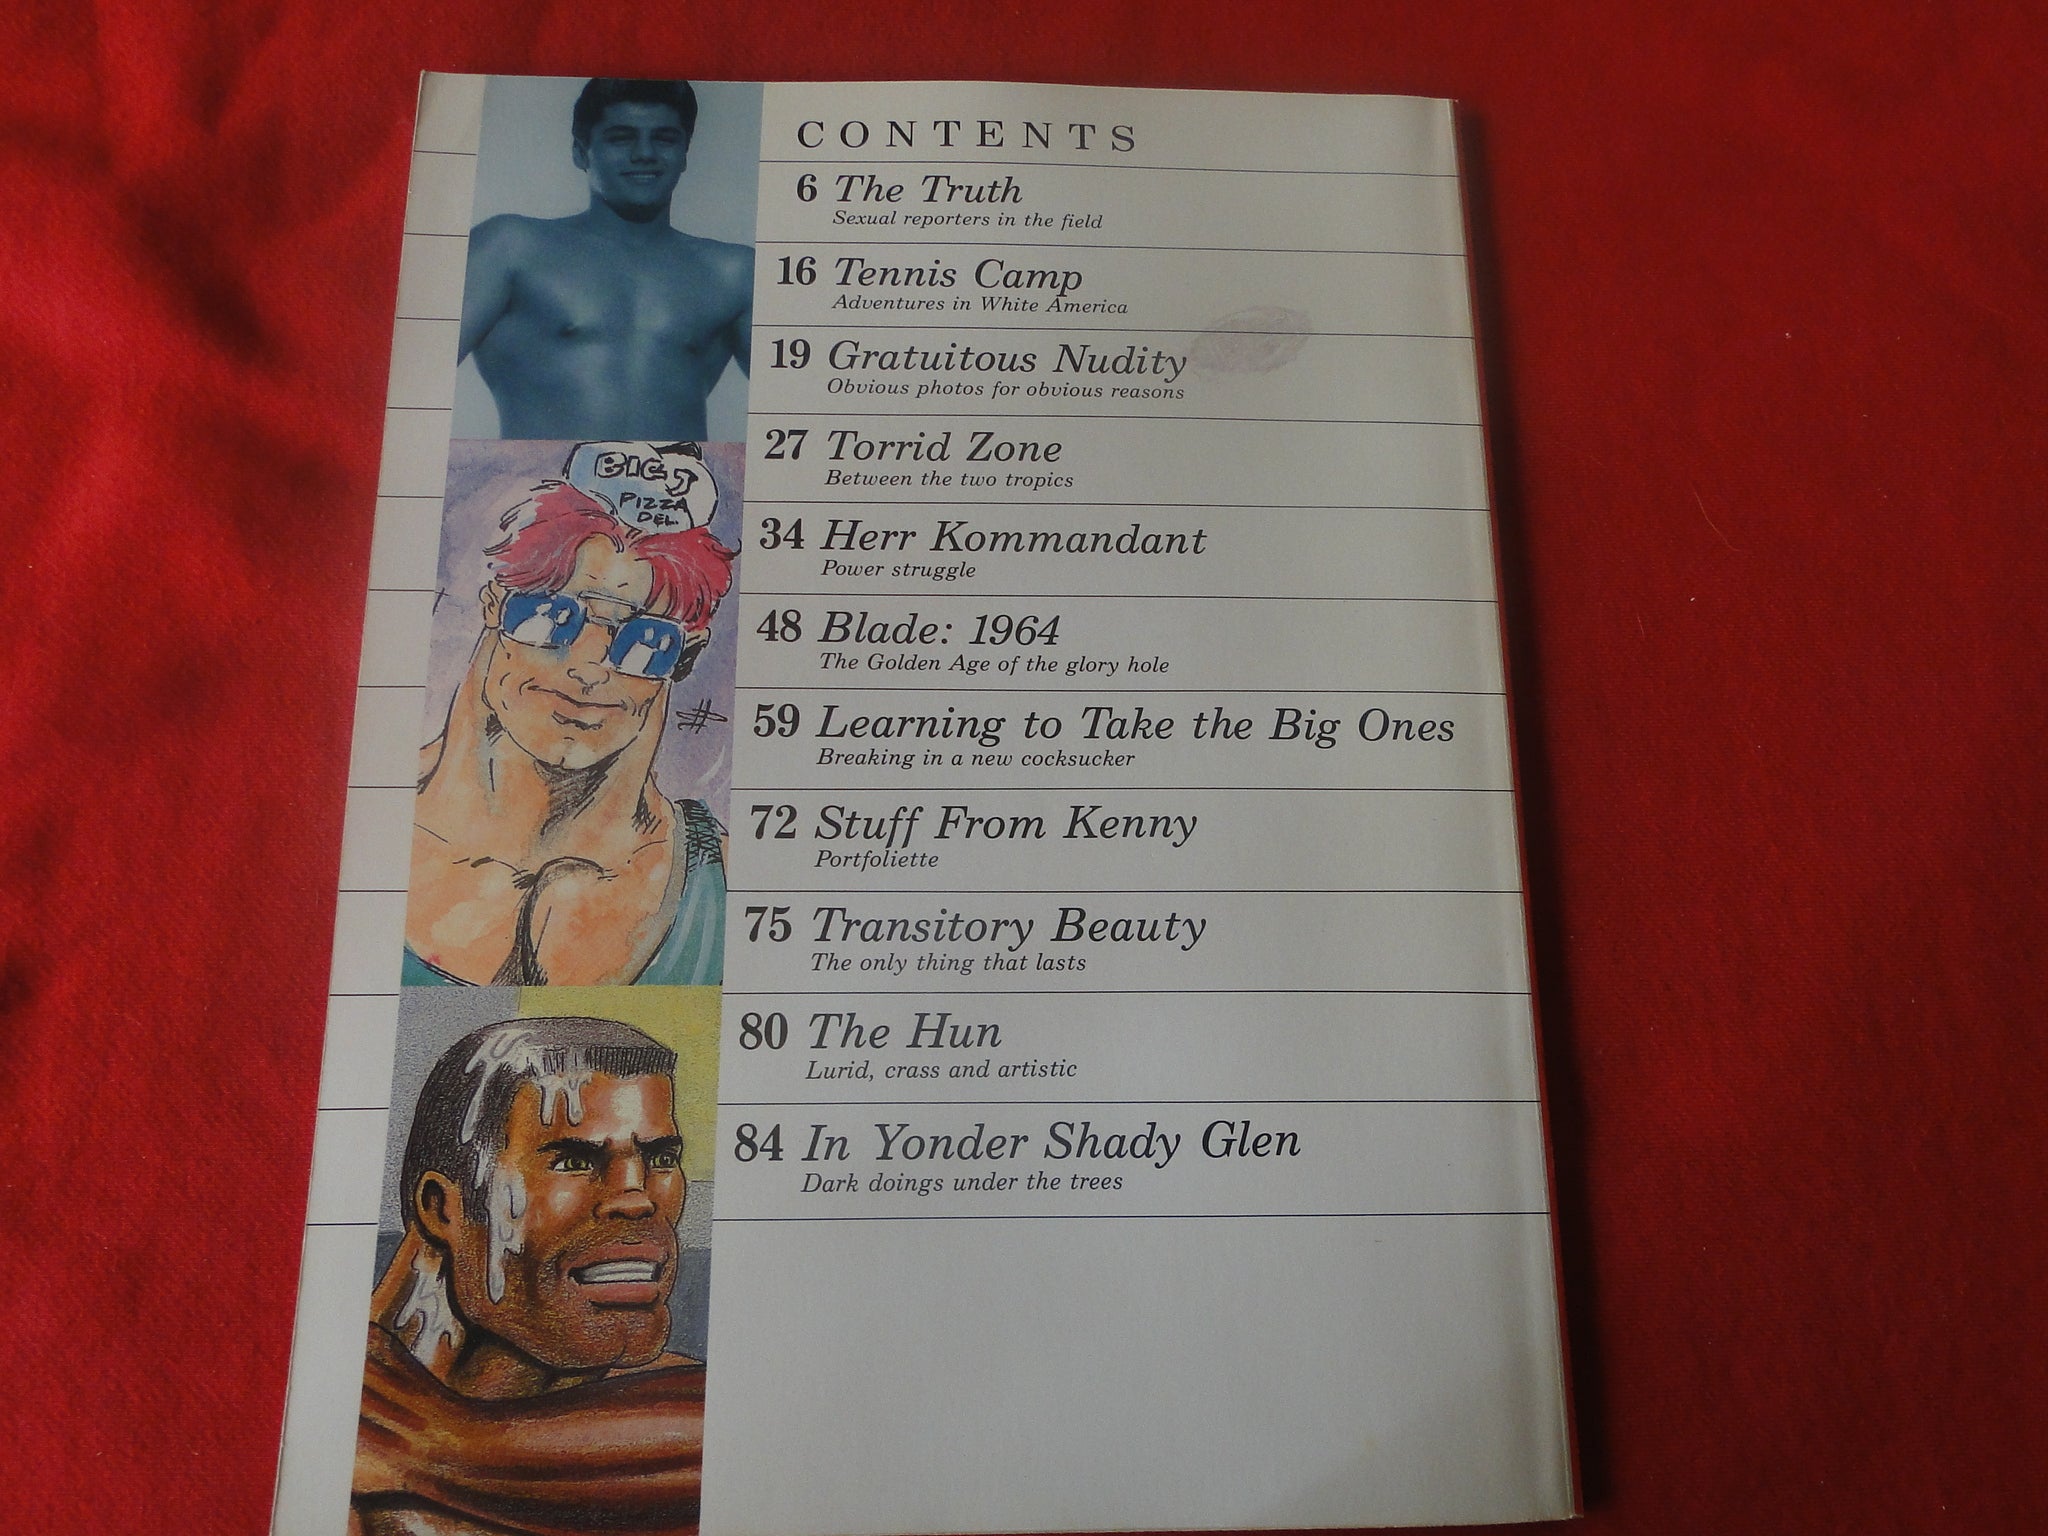 CONTENTS
6 The Truth
Sexual reporters in the field
16 Tennis Camp
Adventures in White America
19 Gratuitous Nudity
Obvious photos for obvious reasons
27 Torrid Zone
Between the two tropics
34 Herr Kommandant
Power struggle
48 Blade: 1964
The Golden Age of the glory hole
59 Learning to Take the Big Ones
Breaking in a new cocksucker
72 Stuff From Kenny
Portfoliette
75 Transitory Beauty
The only thing that lasts
80 The Hun
Lurid, crass and artistic
84 In Yonder Shady Glen
Dark doings under the trees
PIZZA
DEL.